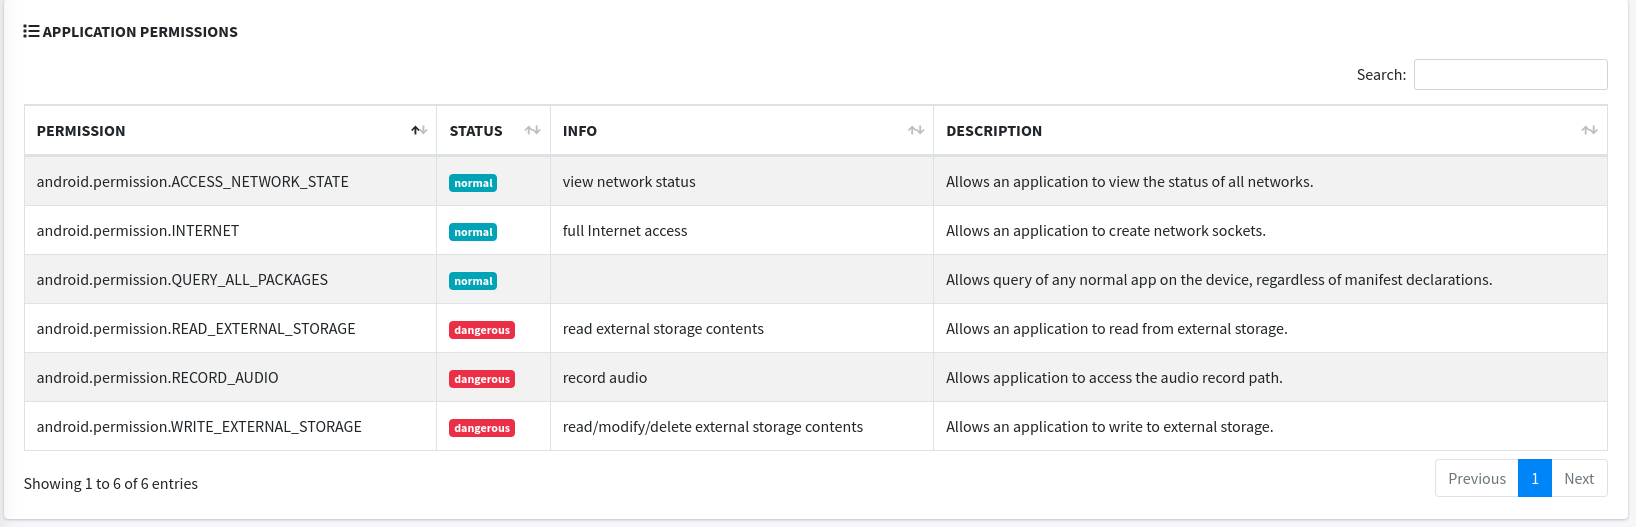 APPLICATION PERMISSIONS
Search:
PERMISSION STATUS INFO DESCRIPTION
android.permission.ACCESS_NETWORK_STATE normal view network status Allows an application to view the status of all networks.
android.permission.INTERNET normal full Internet access Allows an application to create network sockets.
android.permission.QUERY_ALL_PACKAGES normal Allows query of any normal app on the device, regardless of manifest declarations.
android.permission.READ_EXTERNAL_STORAGE dangerous read external storage contents Allows an application to read from external storage.
android.permission.RECORD_AUDIO dangerous record audio Allows application to access the audio record path.
android.permission.WRITE_EXTERNAL_STORAGE dangerous read/modify/delete external storage contents Allows an application to write to external storage.
Showing 1 to 6 of 6 entries Previous 1 Next